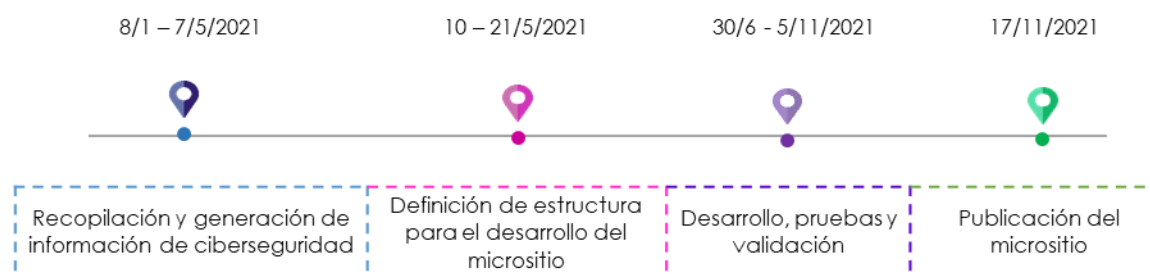 8/1 – 7/5/2021
10 – 21/5/2021
30/6 - 5/11/2021
17/11/2021
Recopilación y generación de
información de ciberseguridad
Definición de estructura
para el desarrollo del
micrositio
Desarrollo, pruebas y
validación
Publicación del
micrositio